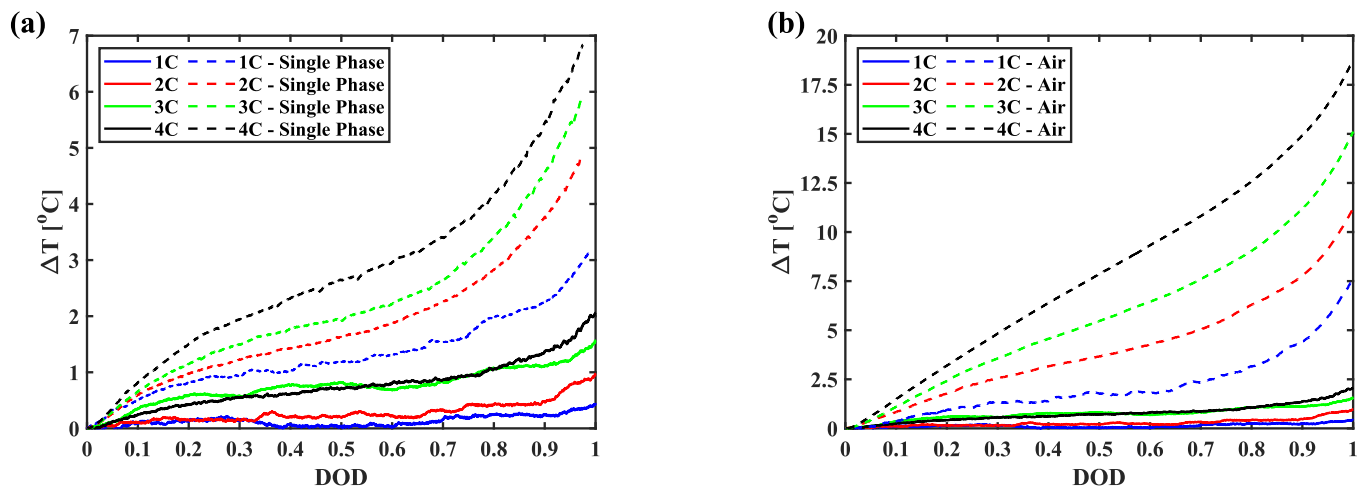 (a)
7
6
5
4
3
2
1
0
ΔT [°C]
1C 1C - Single Phase
2C 2C - Single Phase
3C 3C - Single Phase
4C 4C - Single Phase
0 0.1 0.2 0.3 0.4 0.5 0.6 0.7 0.8 0.9 1
DOD
(b)
20
17.5
15
12.5
10
7.5
5
2.5
0
ΔT [°C]
1C 1C - Air
2C 2C - Air
3C 3C - Air
4C 4C - Air
0 0.1 0.2 0.3 0.4 0.5 0.6 0.7 0.8 0.9 1
DOD